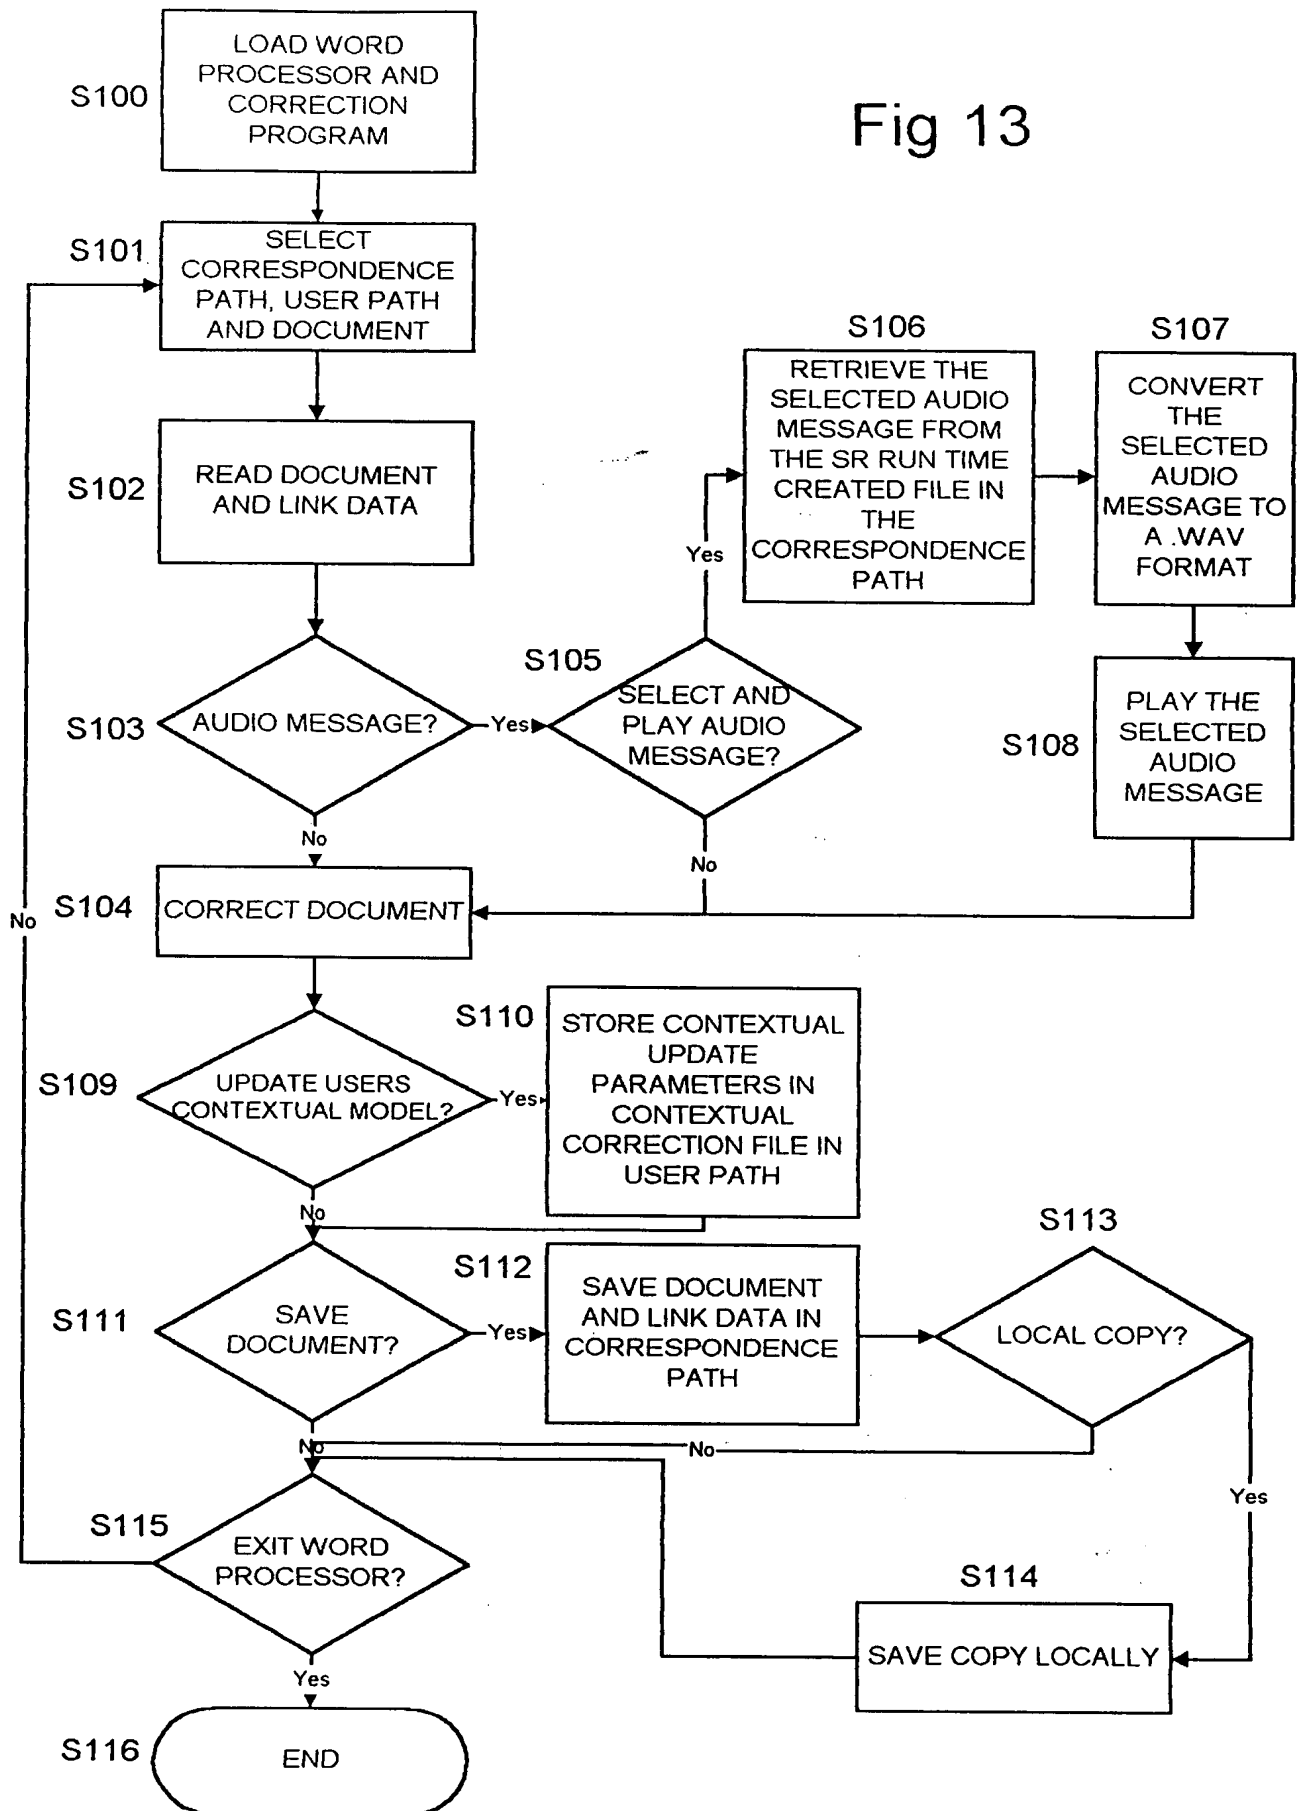 LOAD WORD
PROCESSOR AND
CORRECTION
PROGRAM
S100
Fig 13
S101
SELECT
CORRESPONDENCE
PATH, USER PATH
AND DOCUMENT
S102
READ DOCUMENT
AND LINK DATA
S103
AUDIO MESSAGE?
Yes
No
S105
SELECT AND
PLAY AUDIO
MESSAGE?
Yes
No
S106
RETRIEVE THE
SELECTED AUDIO
MESSAGE FROM
THE SR RUN TIME
CREATED FILE IN
THE
CORRESPONDENCE
PATH
S107
CONVERT
THE
SELECTED
AUDIO
MESSAGE TO
A .WAV
FORMAT
S108
PLAY THE
SELECTED
AUDIO
MESSAGE
S104
CORRECT DOCUMENT
No
S109
UPDATE USERS
CONTEXTUAL MODEL?
Yes
No
S110
STORE CONTEXTUAL
UPDATE
PARAMETERS IN
CONTEXTUAL
CORRECTION FILE IN
USER PATH
S111
SAVE
DOCUMENT?
Yes
No
S112
SAVE DOCUMENT
AND LINK DATA IN
CORRESPONDENCE
PATH
S113
LOCAL COPY?
No
Yes
S114
SAVE COPY LOCALLY
S115
EXIT WORD
PROCESSOR?
Yes
S116
END